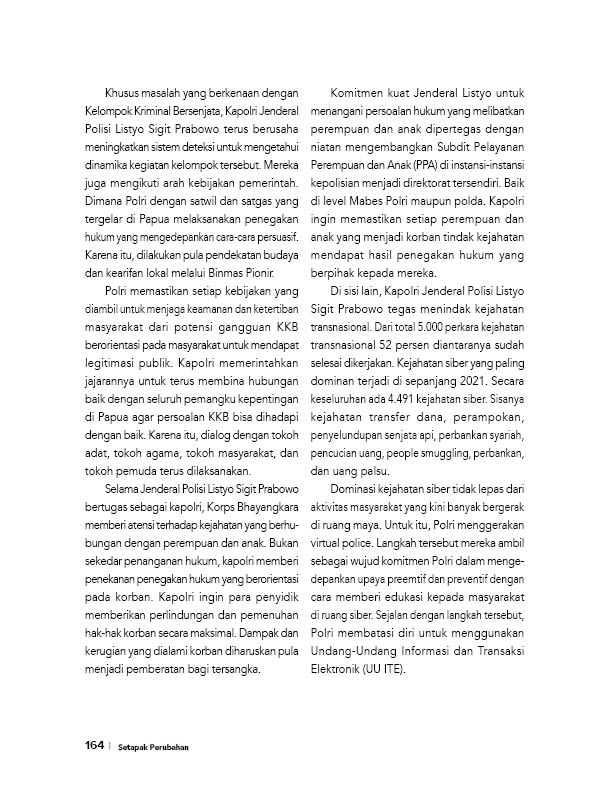 Khusus masalah yang berkenaan dengan
Kelompok Kriminal Bersenjata, Kapolri Jenderal
Polisi Listyo Sigit Prabowo terus berusaha
meningkatkan sistem deteksi untuk mengetahui
dinamika kegiatan kelompok tersebut. Mereka
juga mengikuti arah kebijakan pemerintah.
Dimana Polri dengan satwil dan satgas yang
tergelar di Papua melaksanakan penegakan
hukum yang mengedepankan cara-cara persuasif.
Karena itu, dilakukan pula pendekatan budaya
dan kearifan lokal melalui Binmas Pionir.
Polri memastikan setiap kebijakan yang
diambil untuk menjaga keamanan dan ketertiban
masyarakat dari potensi gangguan KKB
berorientasi pada masyarakat untuk mendapat
legitimasi publik. Kapolri memerintahkan
jajarannya untuk terus membina hubungan
baik dengan seluruh pemangku kepentingan
di Papua agar persoalan KKB bisa dihadapi
dengan baik. Karena itu, dialog dengan tokoh
adat, tokoh agama, tokoh masyarakat, dan
tokoh pemuda terus dilaksanakan.
Selama Jenderal Polisi Listyo Sigit Prabowo
bertugas sebagai kapolri, Korps Bhayangkara
memberi atensi terhadap kejahatan yang berhu-
bungan dengan perempuan dan anak. Bukan
sekedar penanganan hukum, kapolri memberi
penekanan penegakan hukum yang berorientasi
pada korban. Kapolri ingin para penyidik
memberikan perlindungan dan pemenuhan
hak-hak korban secara maksimal. Dampak dan
kerugian yang dialami korban diharuskan pula
menjadi pemberatan bagi tersangka.
Komitmen kuat Jenderal Listyo untuk
menangani persoalan hukum yang melibatkan
perempuan dan anak dipertegas dengan
niatan mengembangkan Subdit Pelayanan
Perempuan dan Anak (PPA) di instansi-instansi
kepolisian menjadi direktorat tersendiri. Baik
di level Mabes Polri maupun polda. Kapolri
ingin memastikan setiap perempuan dan
anak yang menjadi korban tindak kejahatan
mendapat hasil penegakan hukum yang
berpihak kepada mereka.
Di sisi lain, Kapolri Jenderal Polisi Listyo
Sigit Prabowo tegas menindak kejahatan
transnasional. Dari total 5.000 perkara kejahatan
transnasional 52 persen diantaranya sudah
selesai dikerjakan. Kejahatan siber yang paling
dominan terjadi di sepanjang 2021. Secara
keseluruhan ada 4.491 kejahatan siber. Sisanya
kejahatan transfer dana, perampokan,
penyelundupan senjata api, perbankan syariah,
pencucian uang, people smuggling, perbankan,
dan uang palsu.
Dominasi kejahatan siber tidak lepas dari
aktivitas masyarakat yang kini banyak bergerak
di ruang maya. Untuk itu, Polri menggerakan
virtual police. Langkah tersebut mereka ambil
sebagai wujud komitmen Polri dalam menge-
depankan upaya preemtif dan preventif dengan
cara memberi edukasi kepada masyarakat
di ruang siber. Sejalan dengan langkah tersebut,
Polri membatasi diri untuk menggunakan
Undang-Undang Informasi dan Transaksi
Elektronik (UU ITE).
164 | Setapak Perubahan